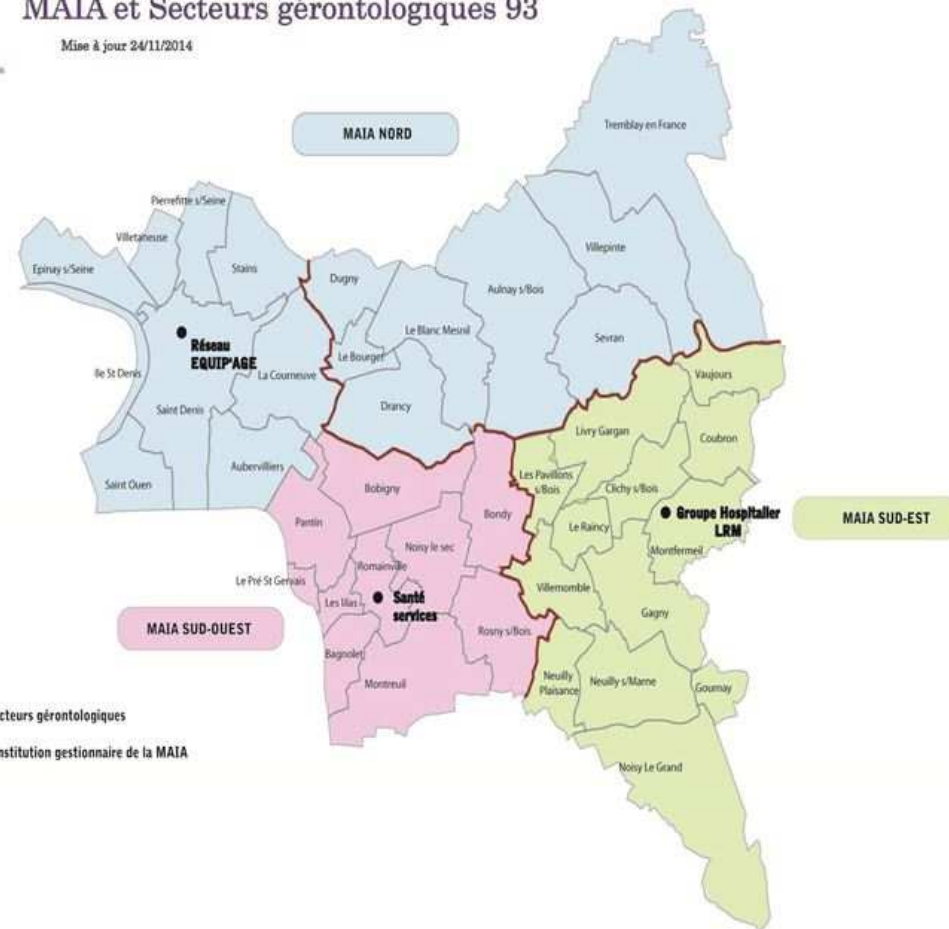 MAIA et Secteurs gérontologiques 93
Mise à jour 24/11/2014
MAIA NORD
Tremblay en France
Pierrefitte s/Seine
Villetaneuse
Epinay s/Seine
Stains
Dugny
Villepinte
Aulnay s/Bois
Le Blanc Mesnil
Sevran
Réseau
EQUIP'AGE
Le Bourget
Ile St Denis
La Courneuve
Vaujours
Saint Denis
Drancy
Livry Gargan
Coubron
Aubervilliers
Saint Ouen
Bobigny
Les Pavillons
s/Bois
Clichy s/Bois
Pantin
Bondy
Le Raincy
Groupe Hospitalier
LRM
MAIA SUD-EST
Noisy le sec
Montfermeil
Romainville
Le Pré St Gervais
Villemomble
Les lilas
Santé
services
Gagny
MAIA SUD-OUEST
Rosny s/Bois
Bagnolet
Montreuil
Neuilly
Plaisance
Neuilly s/Marne
Gournay
cteurs gérontologiques
nstitution gestionnaire de la MAIA
Noisy Le Grand